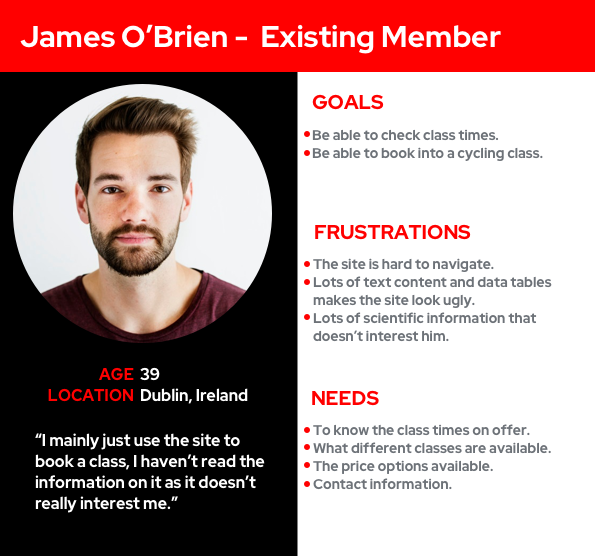 James O’Brien -  Existing Member
AGE 39
LOCATION Dublin, Ireland
“I mainly just use the site to
book a class, I haven’t read the
information on it as it doesn’t
really interest me.”
GOALS
Be able to check class times.
Be able to book into a cycling class.
FRUSTRATIONS
The site is hard to navigate.
Lots of text content and data tables
makes the site look ugly.
Lots of scientific information that
doesn’t interest him.
NEEDS
To know the class times on offer.
What different classes are available.
The price options available.
Contact information.